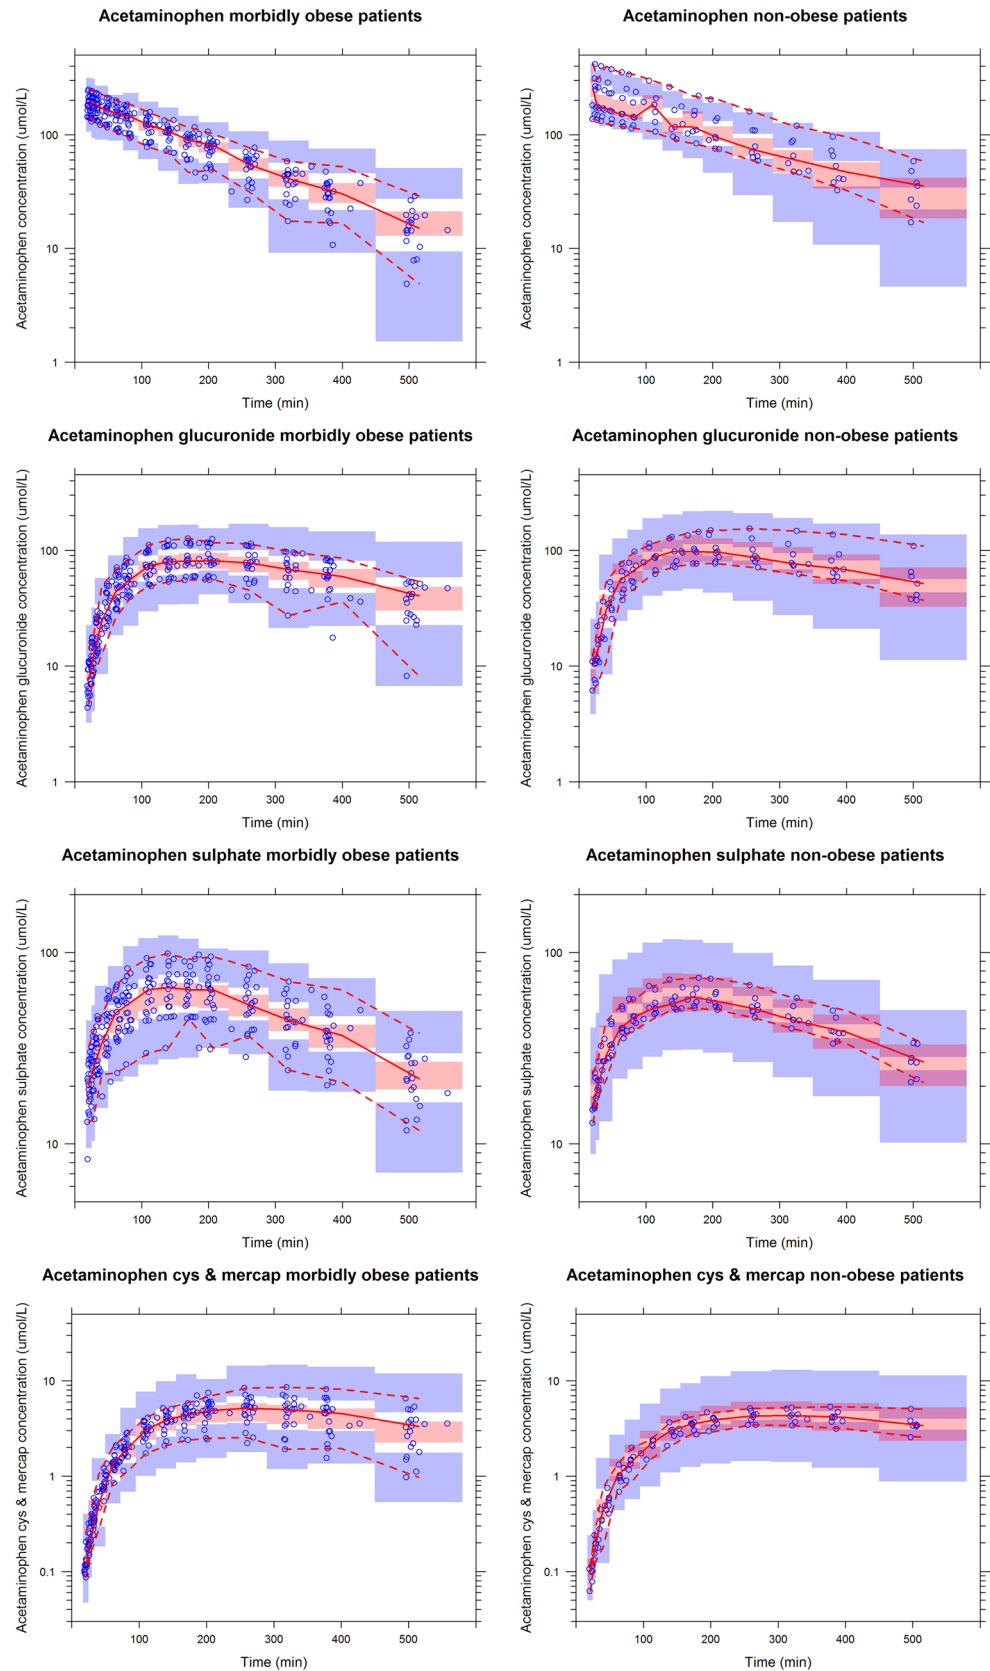 Acetaminophen morbidly obese patients
Acetaminophen concentration (umol/L)
100
10
1
100 200 300 400 500
Time (min)
Acetaminophen non-obese patients
Acetaminophen concentration (umol/L)
100
10
1
100 200 300 400 500
Time (min)
Acetaminophen glucuronide morbidly obese patients
Acetaminophen glucuronide concentration (umol/L)
100
10
1
100 200 300 400 500
Time (min)
Acetaminophen glucuronide non-obese patients
Acetaminophen glucuronide concentration (umol/L)
100
10
1
100 200 300 400 500
Time (min)
Acetaminophen sulphate morbidly obese patients
Acetaminophen sulphate concentration (umol/L)
100
10
100 200 300 400 500
Time (min)
Acetaminophen sulphate non-obese patients
Acetaminophen sulphate concentration (umol/L)
100
10
100 200 300 400 500
Time (min)
Acetaminophen cys & mercap morbidly obese patients
Acetaminophen cys & mercap concentration (umol/L)
10
1
0.1
100 200 300 400 500
Time (min)
Acetaminophen cys & mercap non-obese patients
Acetaminophen cys & mercap concentration (umol/L)
10
1
0.1
100 200 300 400 500
Time (min)